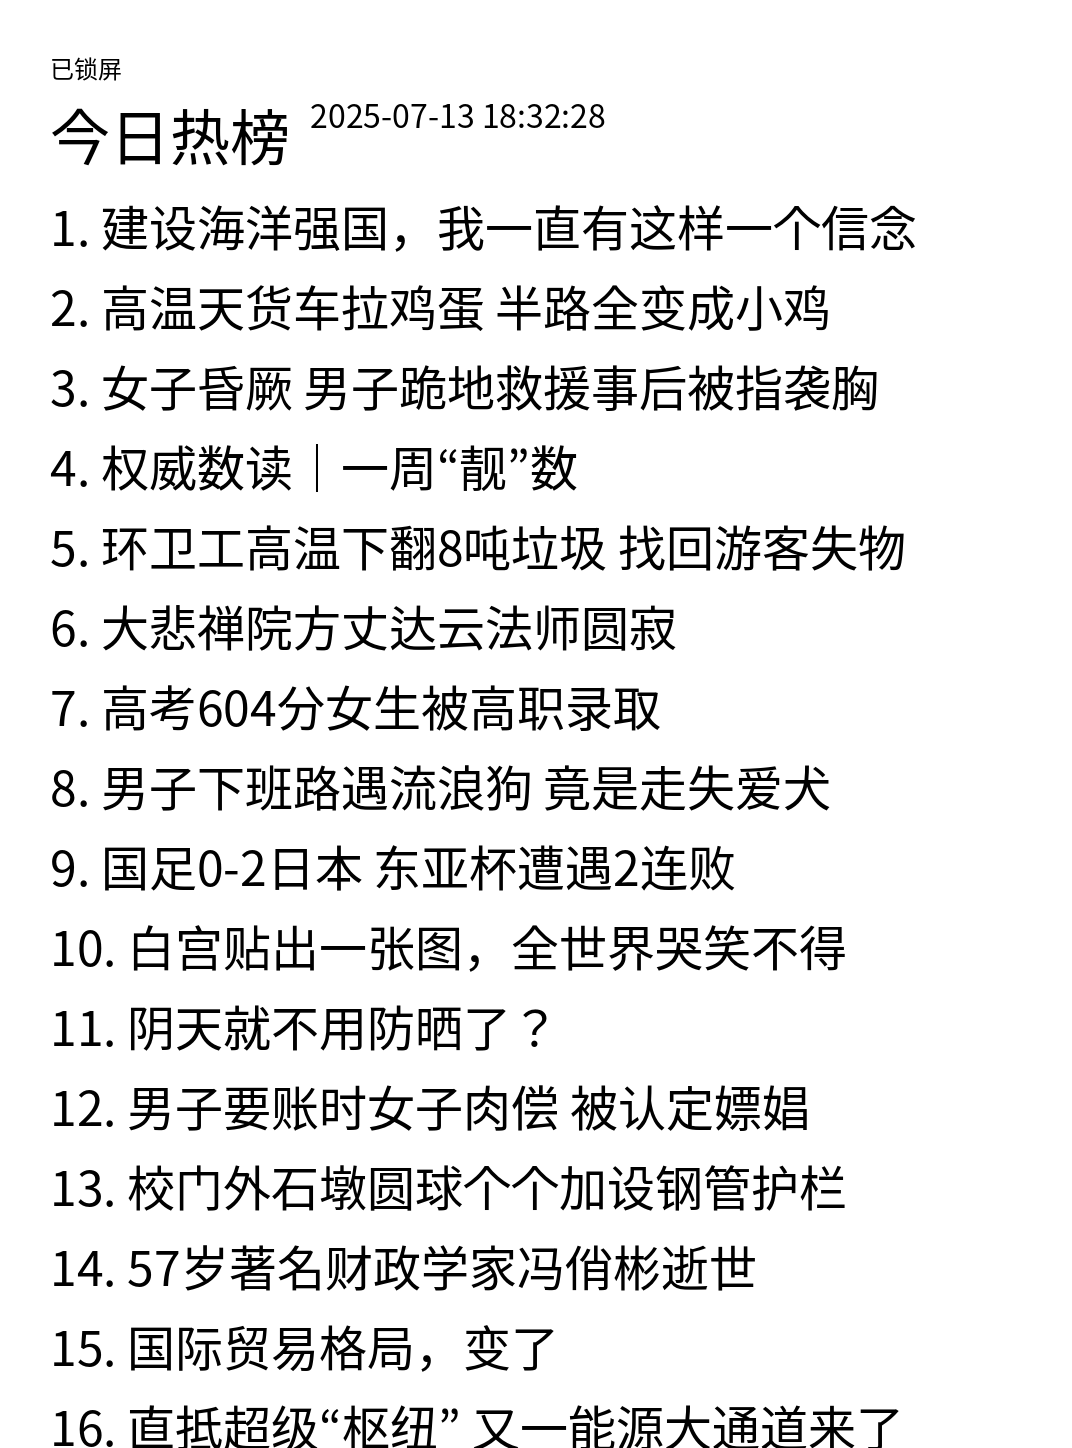 已锁屏
今日热榜 2025-07-13 18:32:28
1. 建设海洋强国，我一直有这样一个信念
2. 高温天货车拉鸡蛋 半路全变成小鸡
3. 女子昏厥 男子跪地救援事后被指袭胸
4. 权威数读｜一周“靓”数
5. 环卫工高温下翻8吨垃圾 找回游客失物
6. 大悲禅院方丈达云法师圆寂
7. 高考604分女生被高职录取
8. 男子下班路遇流浪狗 竟是走失爱犬
9. 国足0-2日本 东亚杯遭遇2连败
10. 白宫贴出一张图，全世界哭笑不得
11. 阴天就不用防晒了？
12. 男子要账时女子肉偿 被认定嫖娼
13. 校门外石墩圆球个个加设钢管护栏
14. 57岁著名财政学家冯俏彬逝世
15. 国际贸易格局，变了
16. 直抵超级“枢纽” 又一能源大通道来了